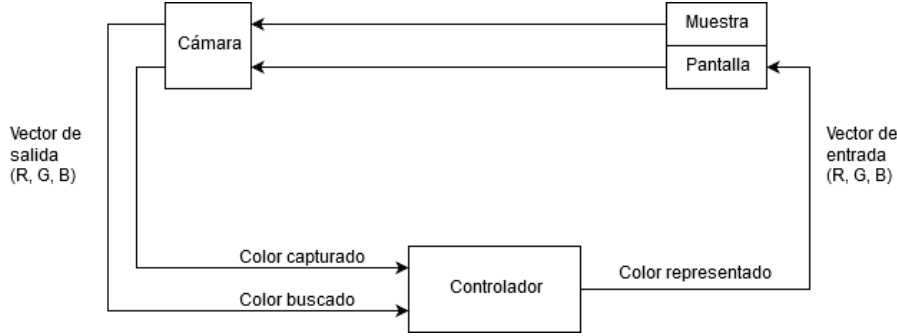 Cámara
Muestra
Pantalla
Vector de
salida
(R, G, B)
Vector de
entrada
(R, G, B)
Color capturado
Color buscado
Controlador
Color representado